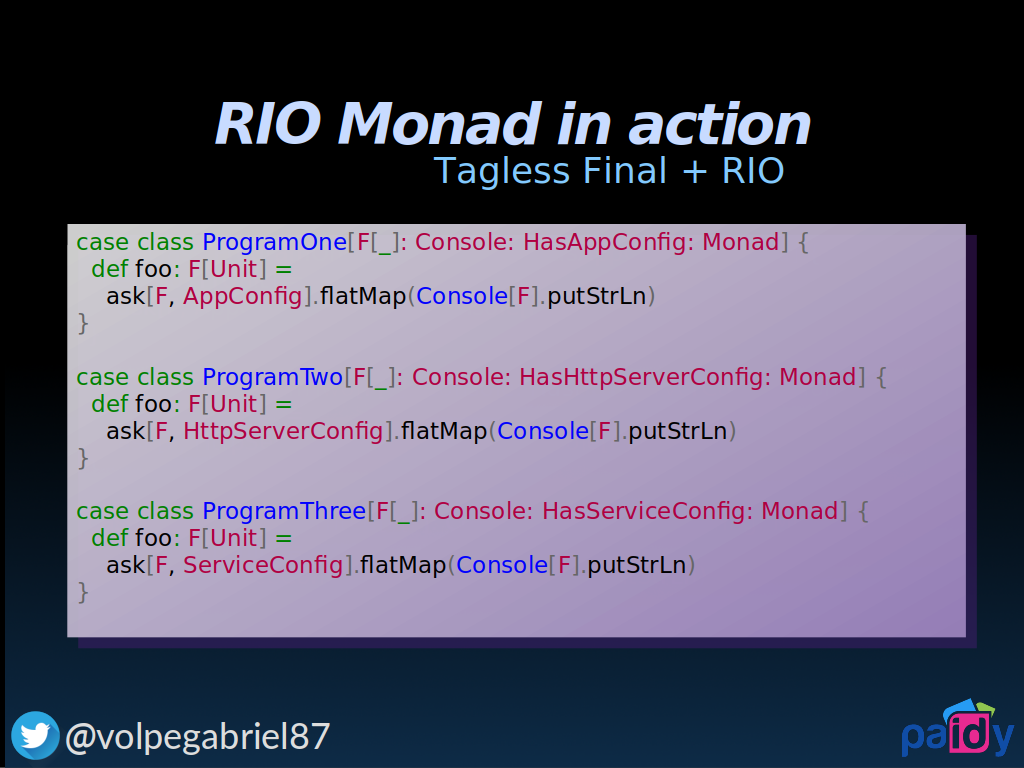 RIO Monad in action
Tagless Final + RIO
case class ProgramOne[F[_]: Console: HasAppConfig: Monad] {
  def foo: F[Unit] =
    ask[F, AppConfig].flatMap(Console[F].putStrLn)
}
case class ProgramTwo[F[_]: Console: HasHttpServerConfig: Monad] {
  def foo: F[Unit] =
    ask[F, HttpServerConfig].flatMap(Console[F].putStrLn)
}
case class ProgramThree[F[_]: Console: HasServiceConfig: Monad] {
  def foo: F[Unit] =
    ask[F, ServiceConfig].flatMap(Console[F].putStrLn)
}
@volpegabriel87
paidy